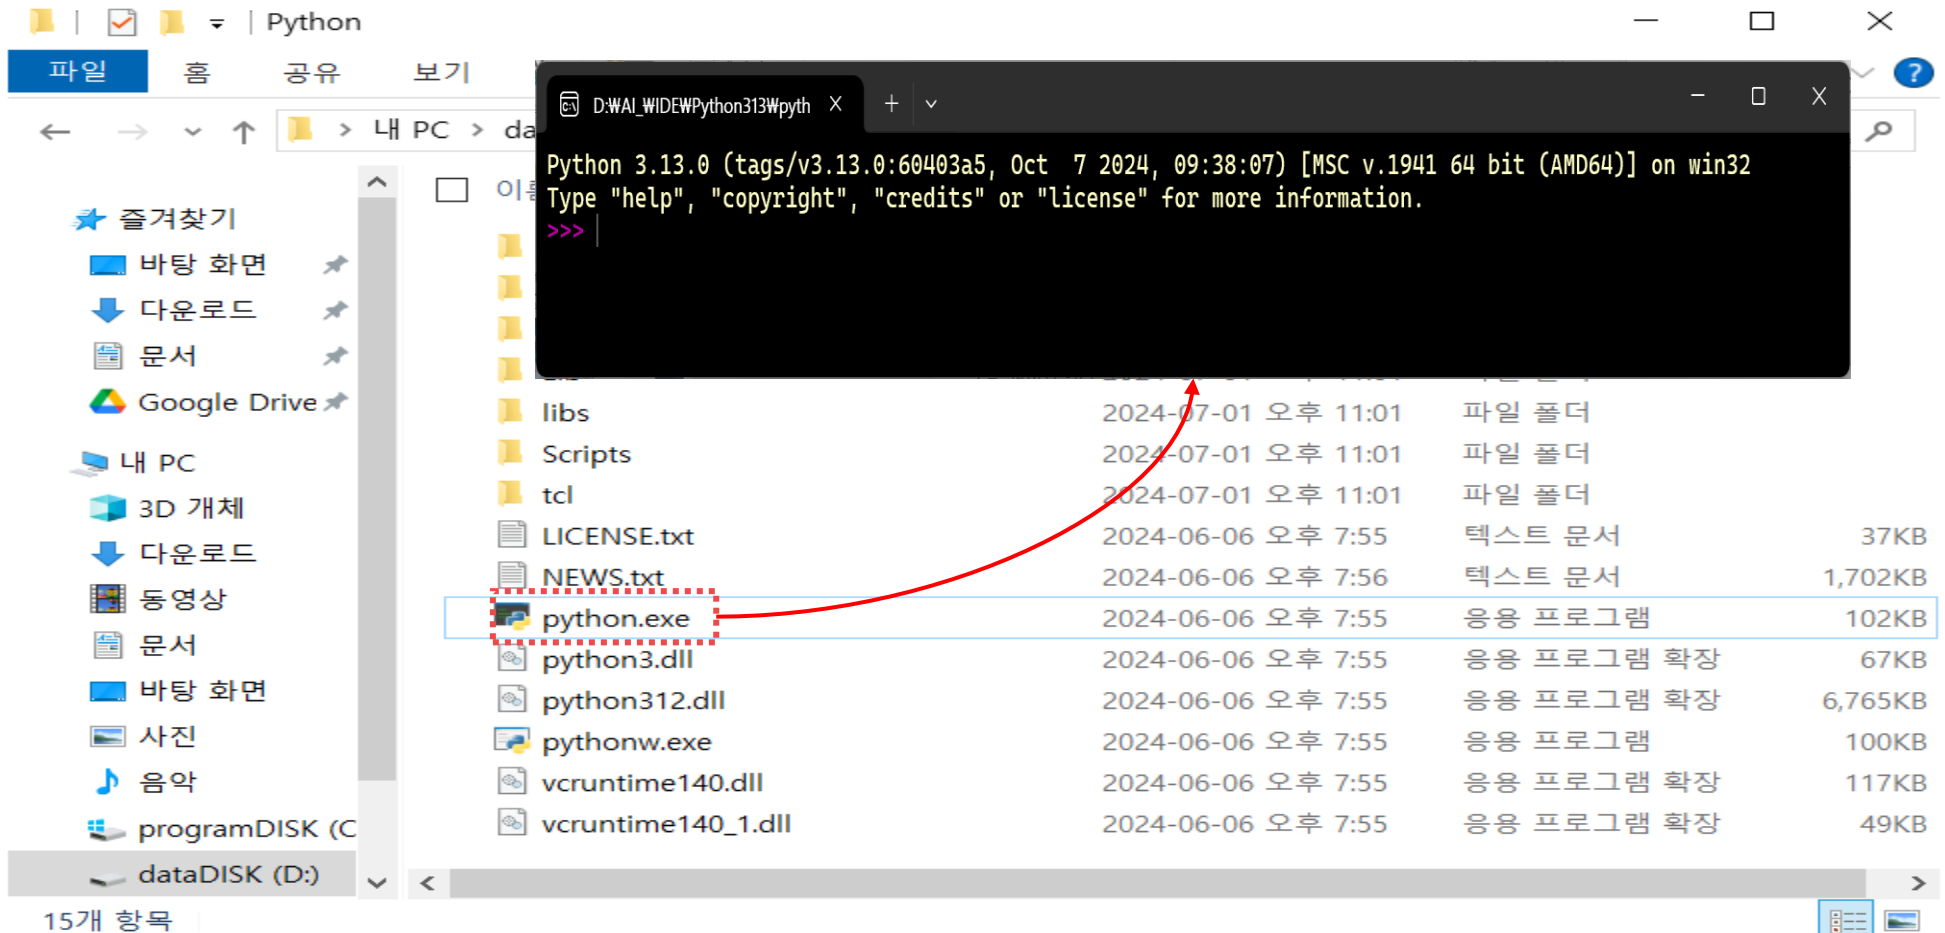 Python
파일 홈 공유 보기
내 PC > da
D:₩AI_₩IDE₩Python313₩pyth
Python 3.13.0 (tags/v3.13.0:60403a5, Oct  7 2024, 09:38:07) [MSC v.1941 64 bit (AMD64)] on win32
Type "help", "copyright", "credits" or "license" for more information.
>>>
즐겨찾기
바탕 화면
다운로드
문서
Google Drive
내 PC
3D 개체
다운로드
동영상
문서
바탕 화면
사진
음악
programDISK (C
dataDISK (D:)
libs 2024-07-01 오후 11:01 파일 폴더
Scripts 2024-07-01 오후 11:01 파일 폴더
tcl 2024-07-01 오후 11:01 파일 폴더
LICENSE.txt 2024-06-06 오후 7:55 텍스트 문서 37KB
NEWS.txt 2024-06-06 오후 7:56 텍스트 문서 1,702KB
python.exe 2024-06-06 오후 7:55 응용 프로그램 102KB
python3.dll 2024-06-06 오후 7:55 응용 프로그램 확장 67KB
python312.dll 2024-06-06 오후 7:55 응용 프로그램 확장 6,765KB
pythonw.exe 2024-06-06 오후 7:55 응용 프로그램 100KB
vcruntime140.dll 2024-06-06 오후 7:55 응용 프로그램 확장 117KB
vcruntime140_1.dll 2024-06-06 오후 7:55 응용 프로그램 확장 49KB
15개 항목